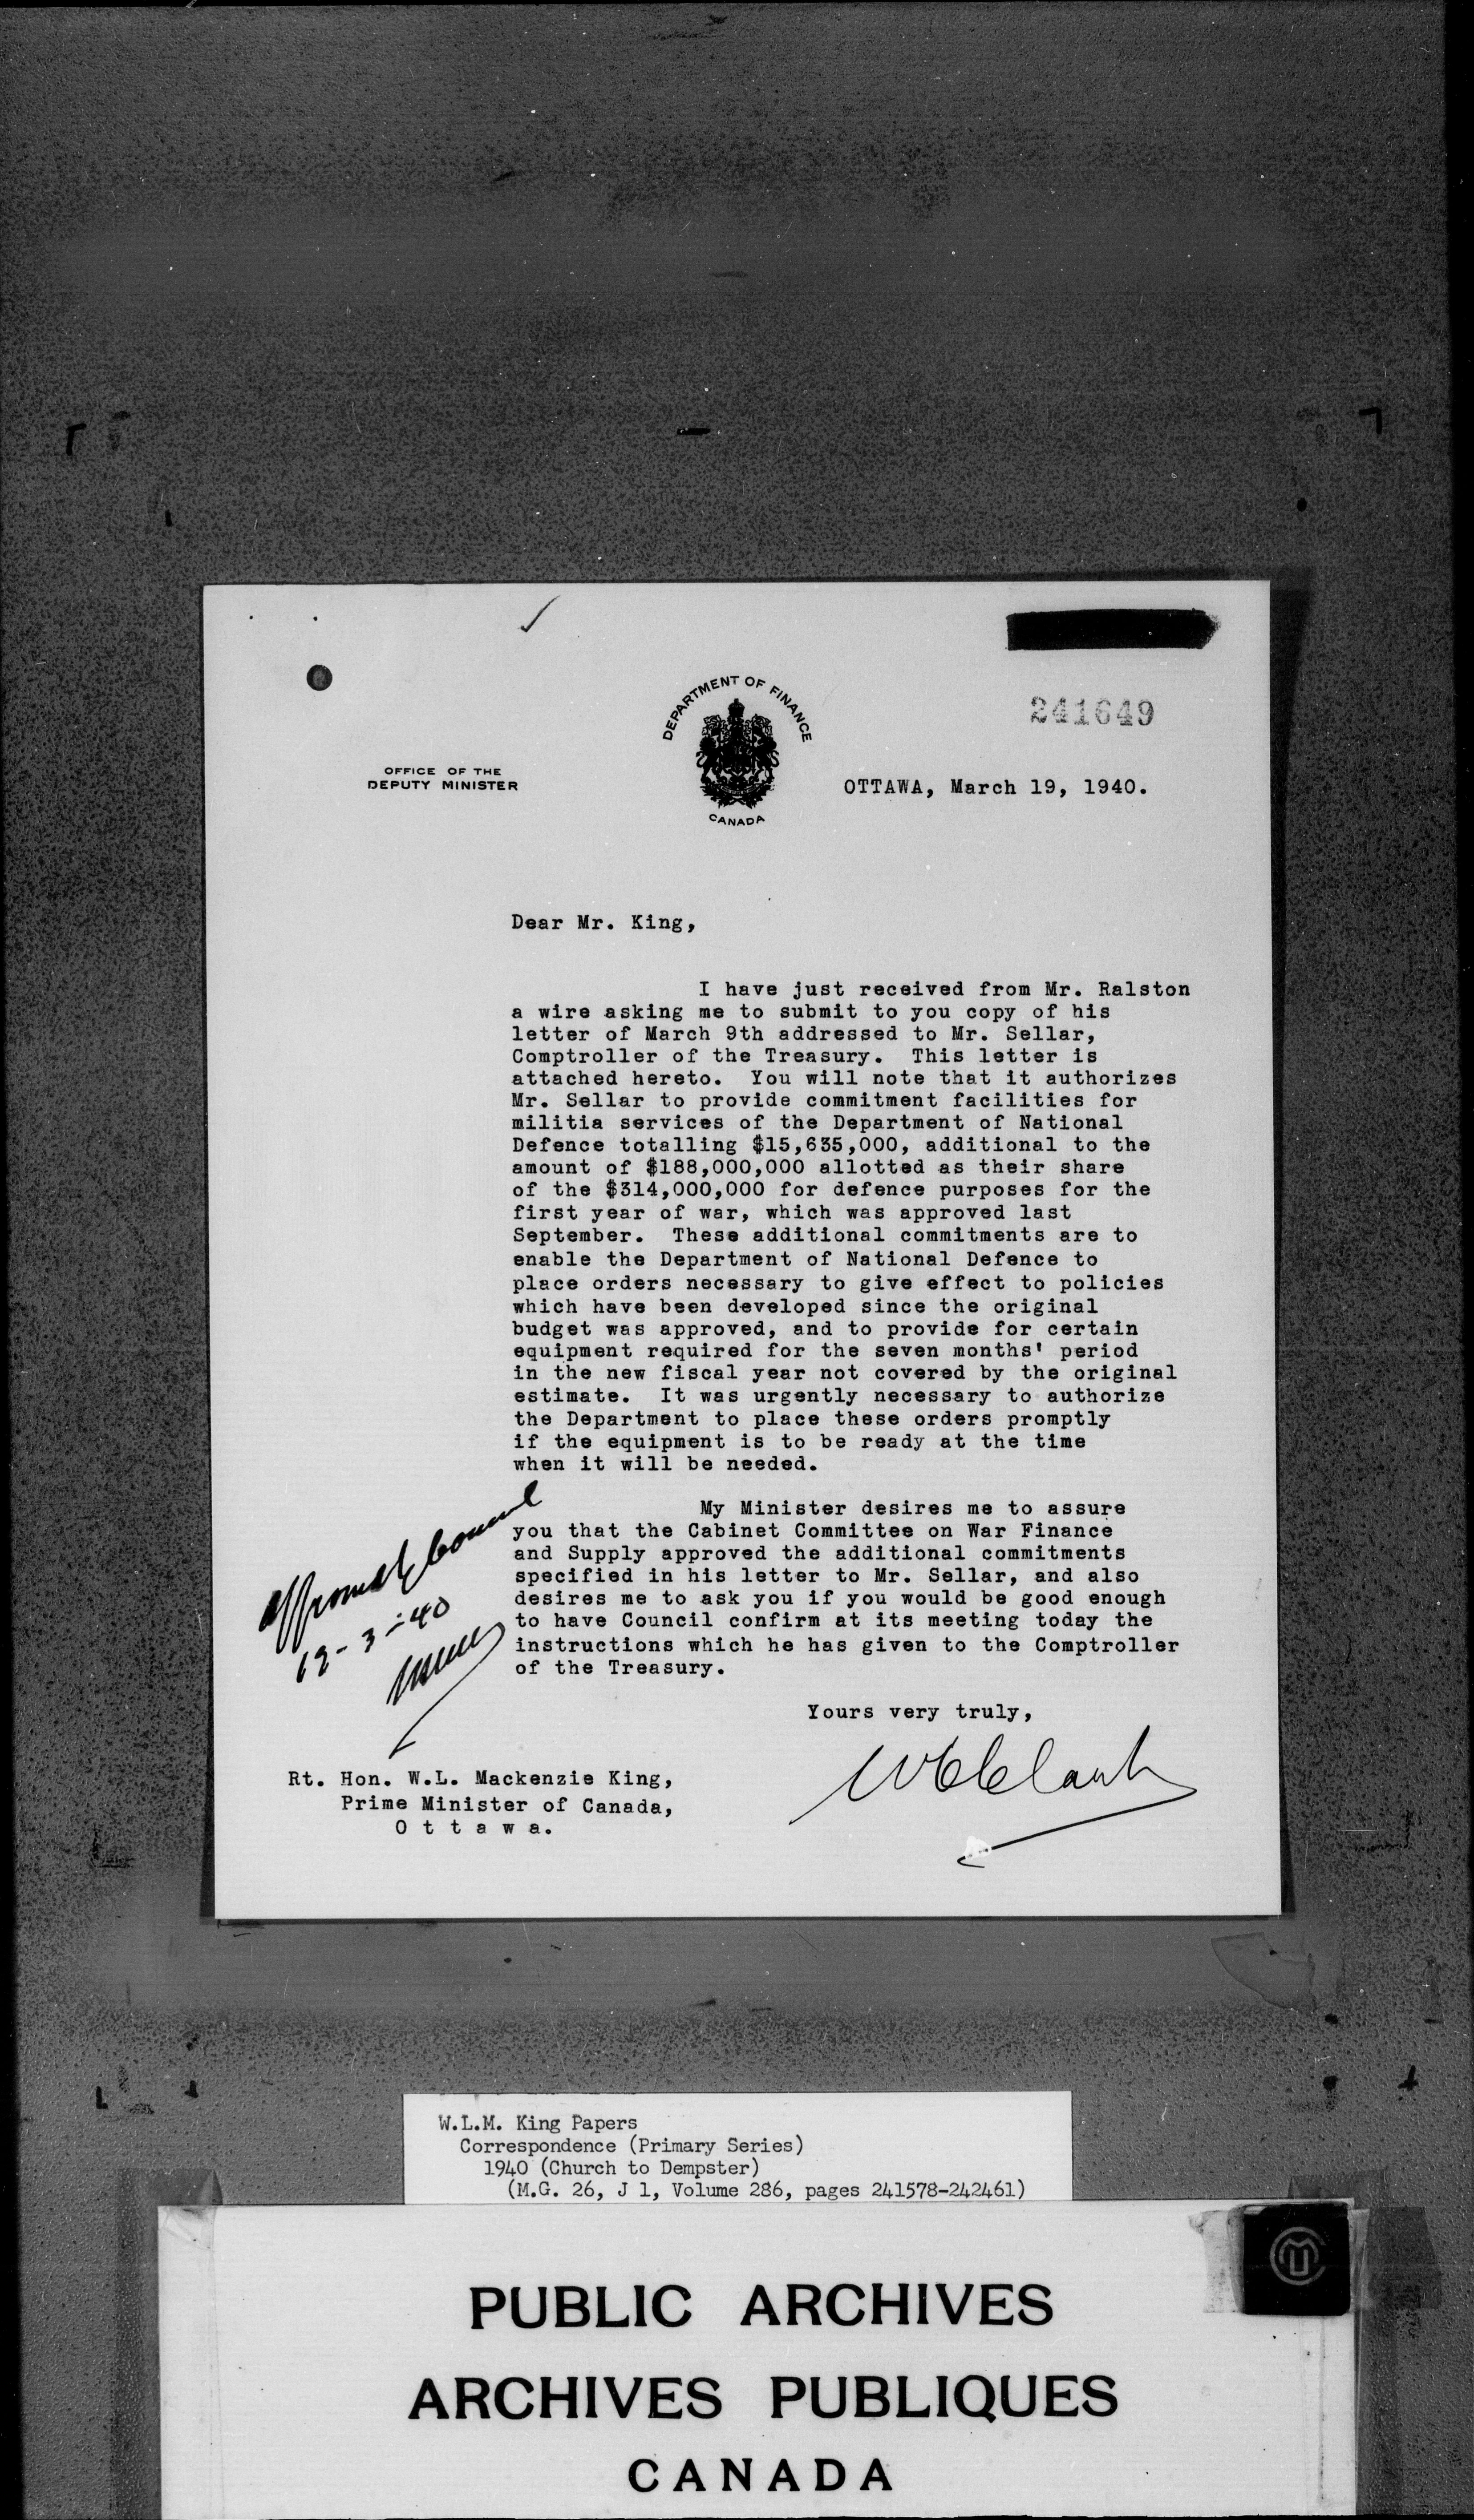 DEPARTMENT OF FINANCE
CANADA
241649
OFFICE OF THE
DEPUTY MINISTER
OTTAWA, March 19, 1940.
Dear Mr. King,
I have just received from Mr. Ralston
a wire asking me to submit to you copy of his
letter of March 9th addressed to Mr. Sellar,
Comptroller of the Treasury. This letter is
attached hereto. You will note that it authorizes
Mr. Sellar to provide commitment facilities for
militia services of the Department of National
Defence totalling $15,635,000, additional to the
amount of $188,000,000 allotted as their share
of the $314,000,000 for defence purposes for the
first year of war, which was approved last
September. These additional commitments are to
enable the Department of National Defence to
place orders necessary to give effect to policies
which have been developed since the original
budget was approved, and to provide for certain
equipment required for the seven months' period
in the new fiscal year not covered by the original
estimate. It was urgently necessary to authorize
the Department to place these orders promptly
if the equipment is to be ready at the time
when it will be needed.
My Minister desires me to assure
you that the Cabinet Committee on War Finance
and Supply approved the additional commitments
specified in his letter to Mr. Sellar, and also
desires me to ask you if you would be good enough
to have Council confirm at its meeting today the
instructions which he has given to the Comptroller
of the Treasury.
approved by Council
19-3-40
Yours very truly,
WCClark
Rt. Hon. W.L. Mackenzie King,
Prime Minister of Canada,
O t t a w a.
W.L.M. King Papers
Correspondence (Primary Series)
1940 (Church to Dempster)
(M.G. 26, J 1, Volume 286, pages 241578-242461)
PUBLIC ARCHIVES
ARCHIVES PUBLIQUES
CANADA